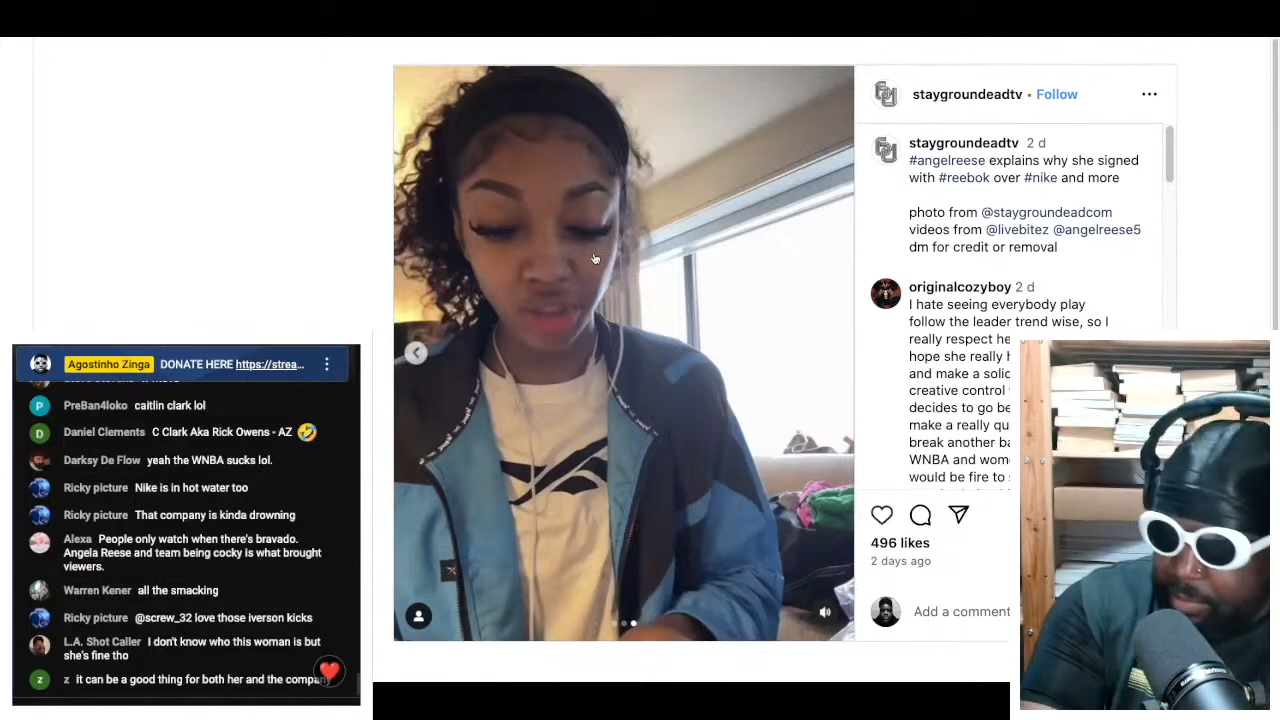 staygroundeadtv • Follow
staygroundeadtv 2 d
#angelreese explains why she signed
with #reebok over #nike and more
photo from @staygroundeadcom
videos from @livebitez @angelreese5
dm for credit or removal
originalcozyboy 2 d
I hate seeing everybody play
follow the leader trend wise, so I
really respect he
hope she really h
and make a solid
creative control
decides to go be
make a really qu
break another ba
WNBA and wom
would be fire to s
496 likes
2 days ago
Add a comment
Agostinho Zinga DONATE HERE https://strea...
PreBan4loko caitlin clark lol
Daniel Clements C Clark Aka Rick Owens - AZ 🤣
Darksy De Flow yeah the WNBA sucks lol.
Ricky picture Nike is in hot water too
Ricky picture That company is kinda drowning
Alexa People only watch when there's bravado.
Angela Reese and team being cocky is what brought
viewers.
Warren Kener all the smacking
Ricky picture @screw_32 love those iverson kicks
L.A. Shot Caller I don't know who this woman is but
she's fine tho
z it can be a good thing for both her and the compan